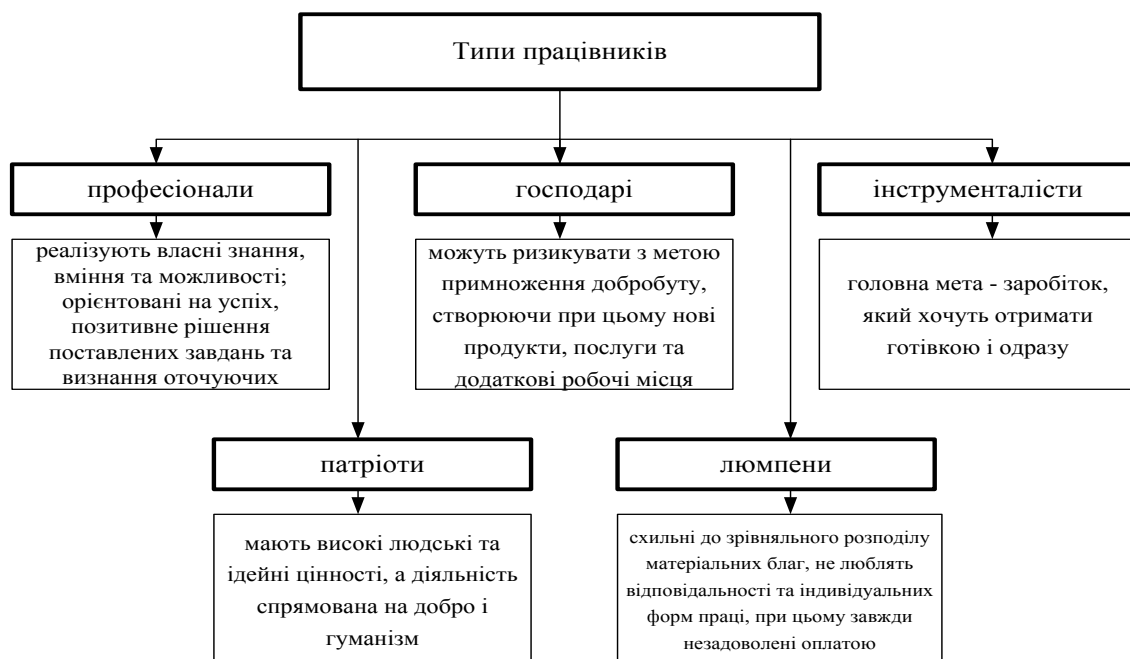 Типи працівників
професіонали
реалізують власні знання,
вміння та можливості;
орієнтовані на успіх,
позитивне рішення
поставлених завдань та
визнання оточуючих
господарі
можуть ризикувати з метою
примноження добробуту,
створюючи при цьому нові
продукти, послуги та
додаткові робочі місця
інструменталісти
головна мета - заробіток,
який хочуть отримати
готівкою і одразу
патріоти
мають високі людські та
ідейні цінності, а діяльність
спрямована на добро і
гуманізм
люмпени
схильні до зрівняльного розподілу
матеріальних благ, не люблять
відповідальності та індивідуальних
форм праці, при цьому завжди
незадоволені оплатою